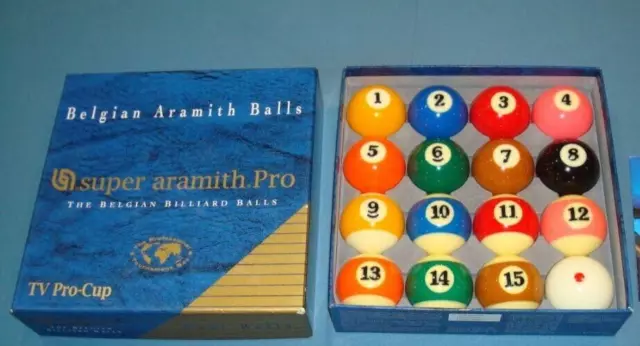 Belgian Aramith Balls
super aramith Pro
THE BELGIAN BILLIARD BALLS
TV Pro-Cup
1 2 3 4
5 6 7 8
9 10 11 12
13 14 15